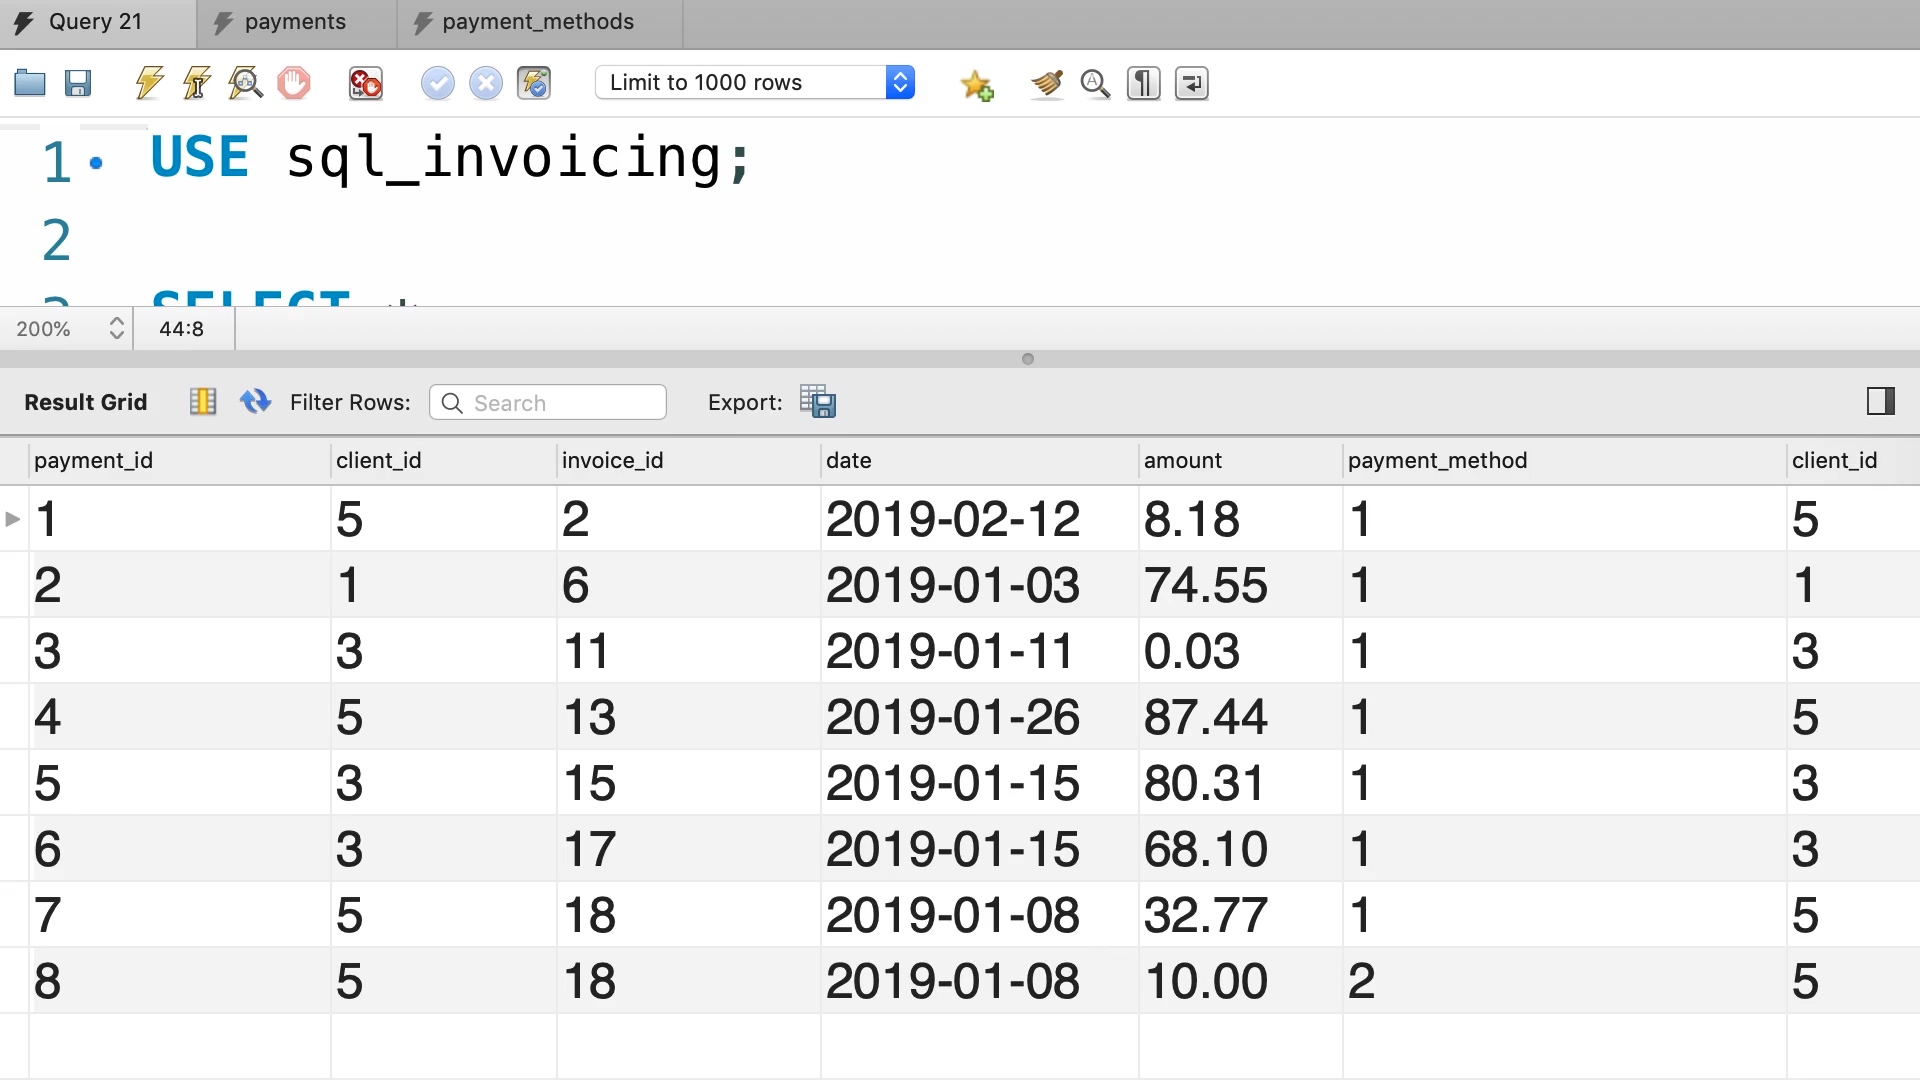 Query 21 payments payment_methods
Limit to 1000 rows
1 USE sql_invoicing;
2
3 SELECT *
200% 44:8
Result Grid Filter Rows: Search Export:
payment_id client_id invoice_id date amount payment_method client_id
1 5 2 2019-02-12 8.18 1 5
2 1 6 2019-01-03 74.55 1 1
3 3 11 2019-01-11 0.03 1 3
4 5 13 2019-01-26 87.44 1 5
5 3 15 2019-01-15 80.31 1 3
6 3 17 2019-01-15 68.10 1 3
7 5 18 2019-01-08 32.77 1 5
8 5 18 2019-01-08 10.00 2 5